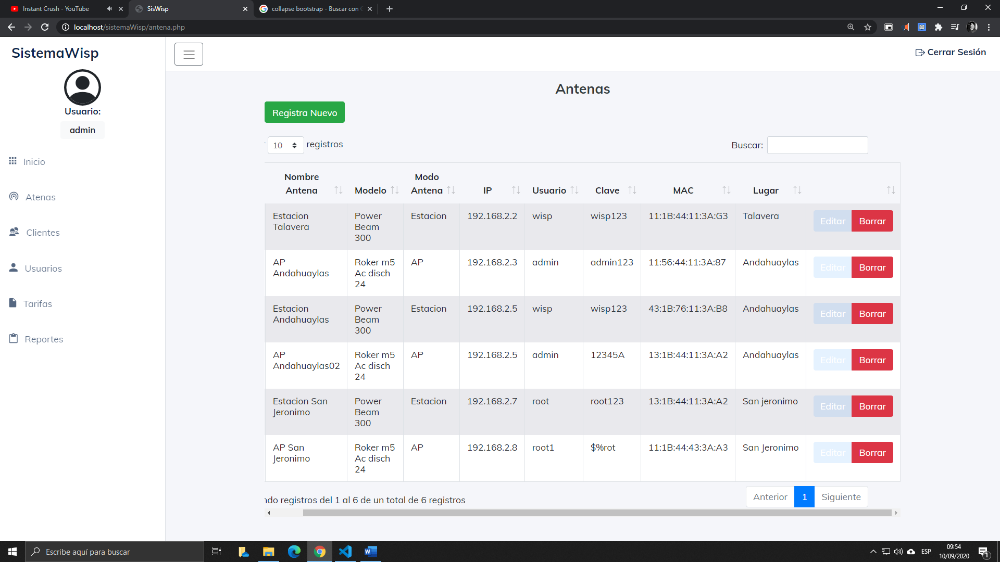 Instant Crush - YouTube
SisWisp
collapse bootstrap - Buscar con
localhost/sistemaWisp/antena.php
SistemaWisp
Cerrar Sesión
Usuario:
admin
Inicio
Atenas
Clientes
Usuarios
Tarifas
Reportes
Antenas
Registra Nuevo
10 registros
Buscar:
Nombre Antena Modelo Modo Antena IP Usuario Clave MAC Lugar
Estacion Power Estacion 192.168.2.2 wisp wisp123 11:1B:44:11:3A:G3 Talavera Editar Borrar
Talavera Beam
300
AP Roker m5 AP 192.168.2.3 admin admin123 11:56:44:11:3A:87 Andahuaylas Editar Borrar
Andahuaylas Ac disch
24
Estacion Power Estacion 192.168.2.5 wisp wisp123 43:1B:76:11:3A:B8 Andahuaylas Editar Borrar
Andahuaylas Beam
300
AP Roker m5 AP 192.168.2.5 admin 12345A 13:1B:44:11:3A:A2 Andahuaylas Editar Borrar
Andahuaylas02 Ac disch
24
Estacion San Power Estacion 192.168.2.7 root root123 13:1B:44:11:3A:A2 San jeronimo Editar Borrar
Jeronimo Beam
300
AP San Roker m5 AP 192.168.2.8 root1 $%rot 11:1B:44:43:3A:A3 San Jeronimo Editar Borrar
Jeronimo Ac disch
24
ndo registros del 1 al 6 de un total de 6 registros
Anterior 1 Siguiente
Escribe aquí para buscar
ESP
09:54
10/09/2020
1